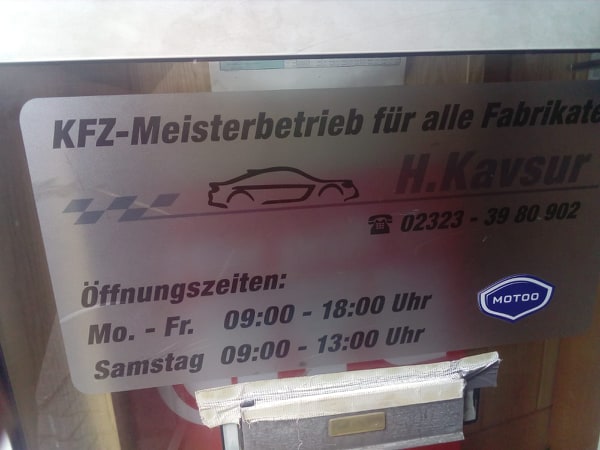 KFZ-Meisterbetrieb für alle Fabrikate
H.Kavsur
☎ 02323 - 39 80 902
Öffnungszeiten:
Mo. - Fr. 09:00 - 18:00 Uhr
Samstag 09:00 - 13:00 Uhr
MOTOO